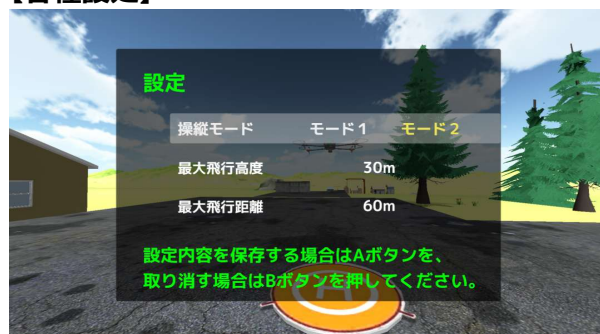 設定
操縦モード モード1 モード2
最大飛行高度 30m
最大飛行距離 60m
設定内容を保存する場合はAボタンを、
取り消す場合はBボタンを押してください。
H